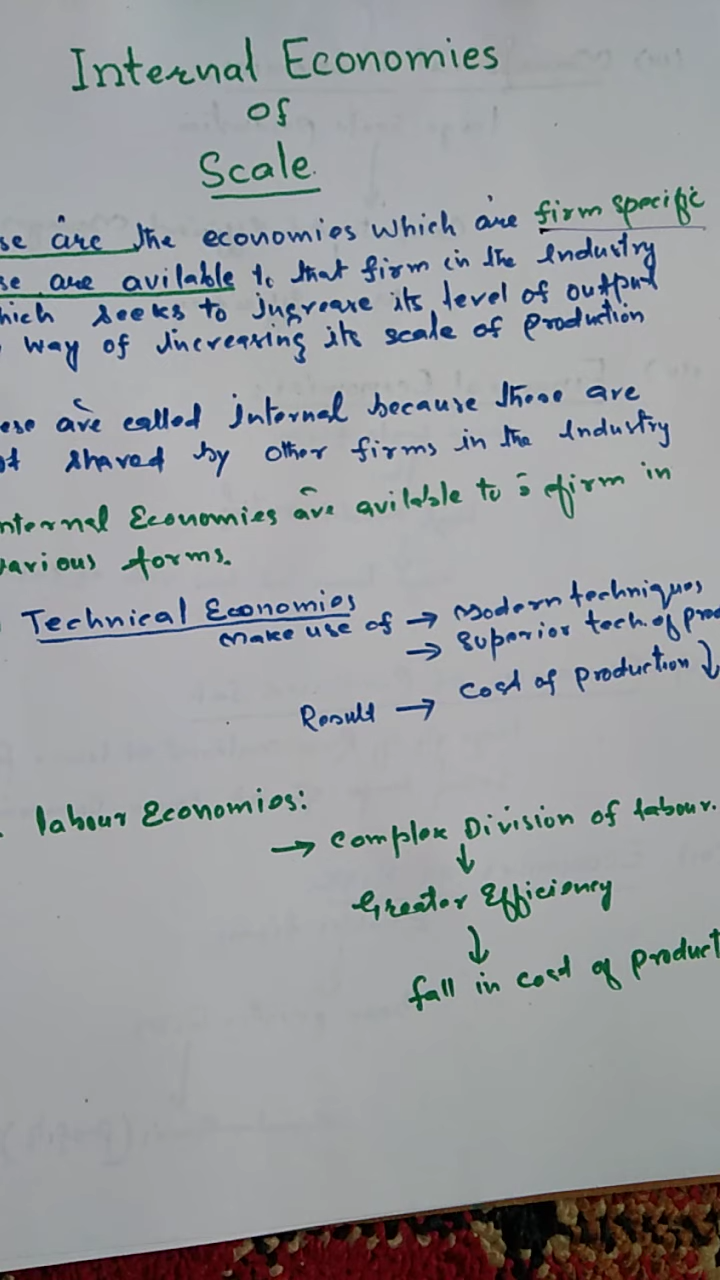 Internal Economies
of
Scale.
se are the economies which are firm specific
se are avilable to that firm in the Industry
hich seeks to Ingrease its level of output
way of increasing its scale of production
ese are called internal because these are
ot shared by other firms in the Industry
nternal Economies are avilable to a firm in
various forms.
Technical Economies
Make use of → Modern techniques
→ Superior tech. of prod
Result → cost of production ↓
labour Economies:
→ Complex Division of labour.
↓
Greater Efficiency
↓
fall in cost of product